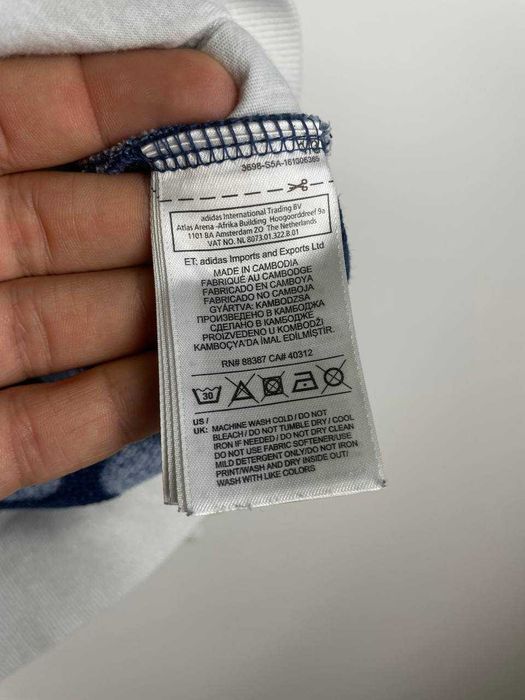 3698-S5A-161006365
adidas International Trading BV
Atlas Arena -Afrika Building Hoogoorddreef 9a
1101 BA Amsterdam ZO The Netherlands
VAT NO. NL 8073.01.322.B.01
ET: adidas Imports and Exports Ltd
MADE IN CAMBODIA
FABRIQUÉ AU CAMBODGE
FABRICADO EN CAMBOYA
FABRICADO NO CAMBOJA
GYÁRTVA: KAMBODZSA
ПРОИЗВЕДЕНО В КАМБОДЖА
СДЕЛАНО В КАМБОДЖЕ
PROIZVEDENO U KOMBODŽI
KAMBOÇYA'DA İMAL EDİLMİŞTİR.
RN# 88387 CA# 40312
30
US /
UK: MACHINE WASH COLD / DO NOT
BLEACH / DO NOT TUMBLE DRY / COOL
IRON IF NEEDED / DO NOT DRY CLEAN
DO NOT USE FABRIC SOFTENER/USE
MILD DETERGENT ONLY/DO NOT IRON
PRINT/WASH AND DRY INSIDE OUT/
WASH WITH LIKE COLORS